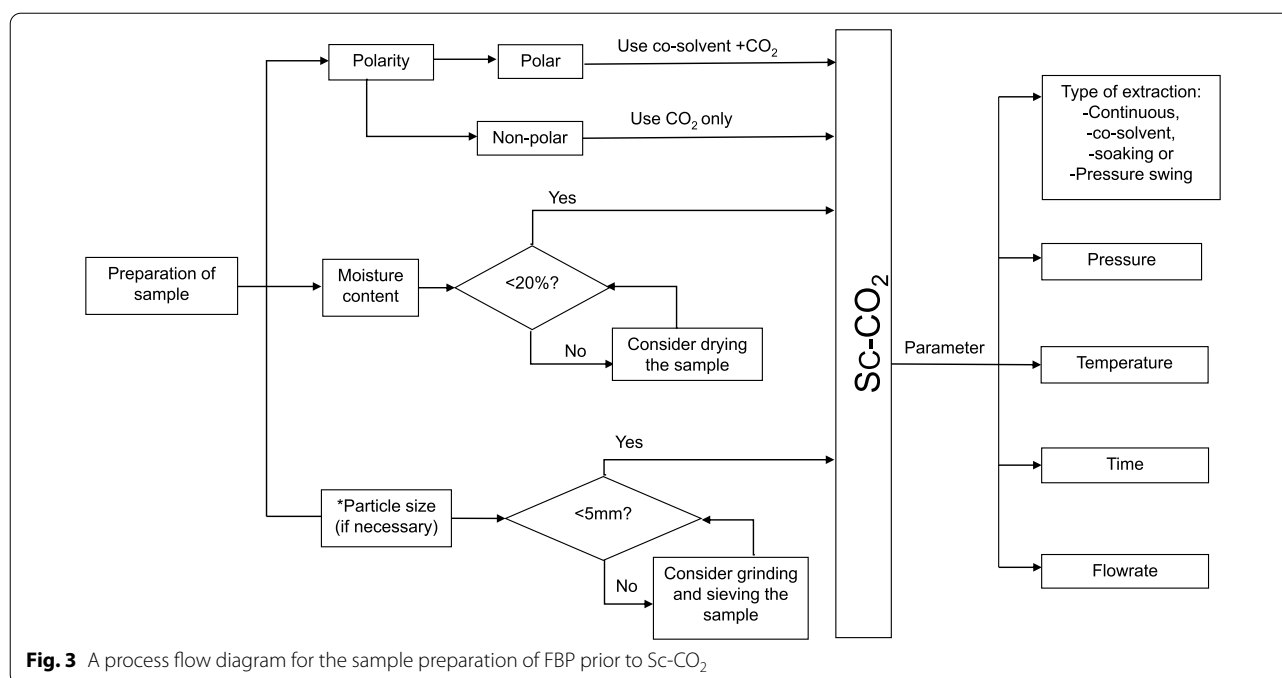 Use co-solvent +CO₂
Polarity
Polar
Use CO₂ only
Non-polar
Type of extraction:
-Continuous,
-co-solvent,
-soaking or
-Pressure swing
Yes
Preparation of
sample
Moisture
content
<20%?
No
Consider drying
the sample
Pressure
Sc-CO₂
Parameter
Temperature
Yes
*Particle size
(if necessary)
<5mm?
No
Consider grinding
and sieving the
sample
Time
Flowrate
Fig. 3 A process flow diagram for the sample preparation of FBP prior to Sc-CO₂